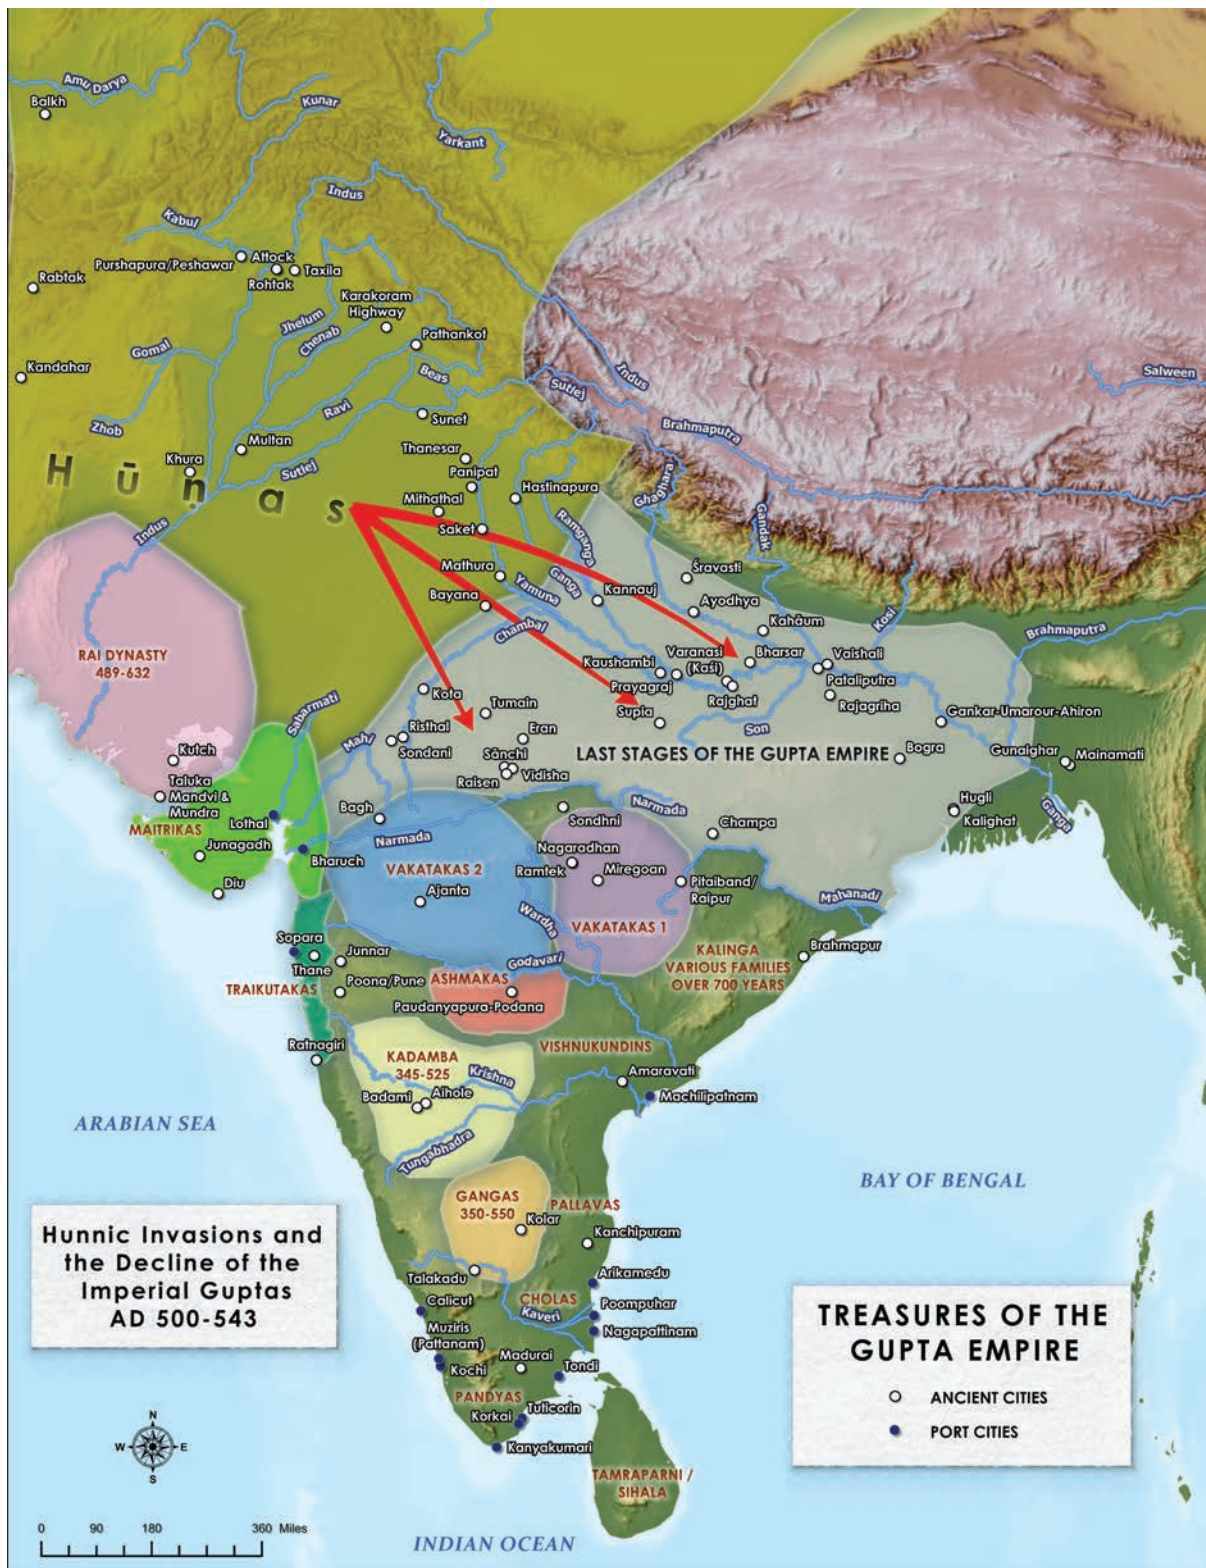 Amu Darya
Balkh
Kunar
Yarkant
Indus
Kabul
Attock
Purshapura/Peshawar
Taxila
Rohtak
Rabtak
Karakoram
Highway
Jhelum
Chenab
Pathankot
Gomal
Kandahar
Beas
Sutlej
Indus
Salween
Ravi
Sunet
Zhob
Brahmaputra
Multan
Thanesar
Khura
Sutlej
Panipat
Ghaghara
Hūṇas
Hastinapura
Mithathal
Gandak
Indus
Saket
Ramganga
Mathura
Ganga
Śravasti
Yamuna
Bayana
Kannauj
Ayodhya
Kosi
Chambal
Kahāum
Brahmaputra
RAI DYNASTY
489-632
Varanasi
(Kaśi)
Bharsar
Vaishali
Kaushambi
Pataliputra
Prayagraj
Kota
Rajghat
Rajagriha
Sabarmati
Tumain
Supia
Gankar-Umarour-Ahiron
Risthal
Eran
Son
Mahi
Sondani
Kutch
Sānchi
LAST STAGES OF THE GUPTA EMPIRE
Bogra
Gundighar
Mainamati
Raisen
Vidisha
Taluka
Mandvi &
Mundra
Bagh
Narmada
Hugli
Lothal
Sondhni
Champa
Kalighat
Ganga
MAITRIKAS
Narmada
Junagadh
Nagaradhan
Bharuch
VAKATAKAS 2
Ramtek
Miregoan
Pitaiband/
Raipur
Diu
Ajanta
Mahanadi
Wardha
VAKATAKAS 1
Sopara
Junnar
Godavari
KALINGA
VARIOUS FAMILIES
OVER 700 YEARS
Brahmapur
Thane
ASHMAKAS
TRAIKUTAKAS
Poona/Pune
Paudanyapura-Podana
Ratnagiri
KADAMBA
345-525
VISHNUKUNDINS
Krishna
Amaravati
Badami
Aihole
Machilipatnam
ARABIAN SEA
Tungabhadra
BAY OF BENGAL
GANGAS
350-550
PALLAVAS
Kolar
Kanchipuram
Hunnic Invasions and
the Decline of the
Imperial Guptas
AD 500-543
Talakadu
Arikamedu
Calicut
CHOLAS
Kaveri
Poompuhar
Muziris
(Pattanam)
Nagapattinam
Madurai
Kochi
Tondi
PANDYAS
Tuticorin
Korkai
Kanyakumari
TAMRAPARNI /
SIHALA
TREASURES OF THE
GUPTA EMPIRE
ANCIENT CITIES
PORT CITIES
N
W
E
S
0 90 180 360 Miles
INDIAN OCEAN